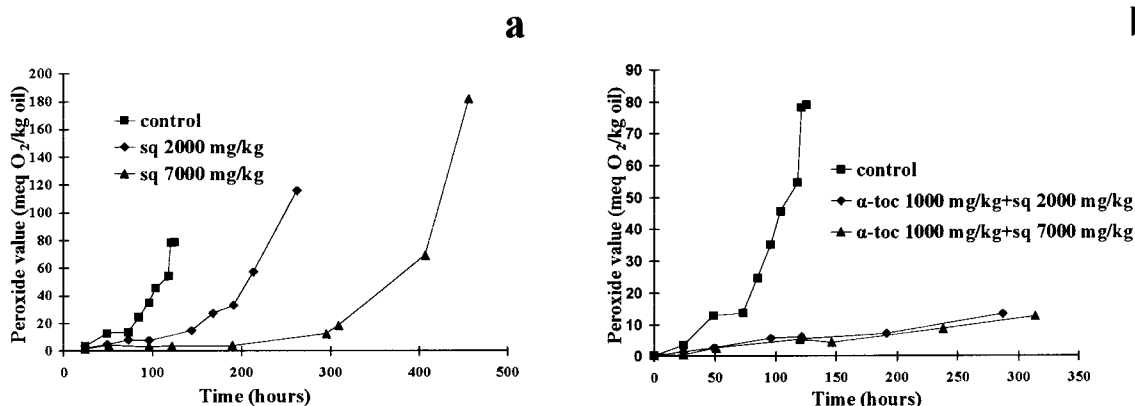 a
200
180
160
140
120
100
80
60
40
20
0
Peroxide value (meq O2/kg oil)
control
sq 2000 mg/kg
sq 7000 mg/kg
0 100 200 300 400 500
Time (hours)
90
80
70
60
50
40
30
20
10
0
Peroxide value (meq O2/kg oil)
control
α-toc 1000 mg/kg+sq 2000 mg/kg
α-toc 1000 mg/kg+sq 7000 mg/kg
0 50 100 150 200 250 300 350
Time (hours)